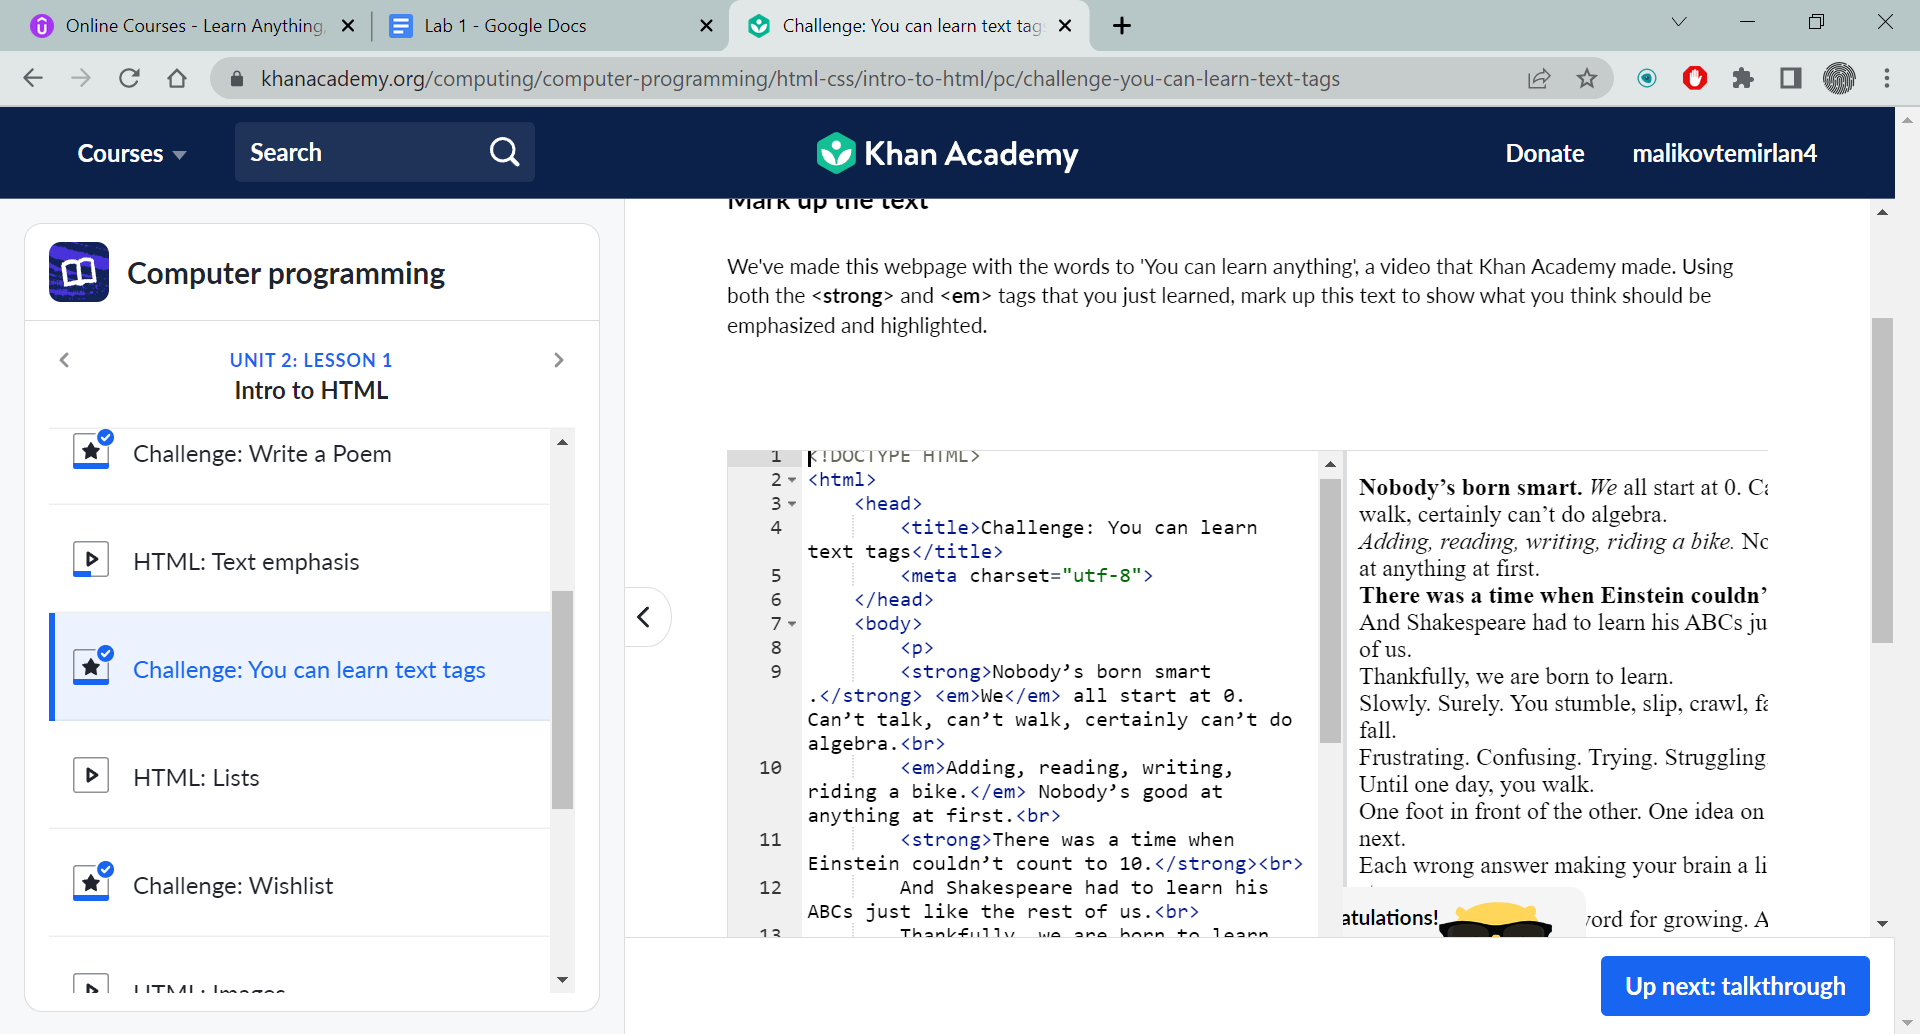 Online Courses - Learn Anything,
Lab 1 - Google Docs
Challenge: You can learn text tag
khanacademy.org/computing/computer-programming/html-css/intro-to-html/pc/challenge-you-can-learn-text-tags
Courses
Search
Khan Academy
Donate
malikovtemirlan4
Computer programming
UNIT 2: LESSON 1
Intro to HTML
Challenge: Write a Poem
HTML: Text emphasis
Challenge: You can learn text tags
HTML: Lists
Challenge: Wishlist
HTML: Images
Mark up the text
We've made this webpage with the words to 'You can learn anything', a video that Khan Academy made. Using
both the <strong> and <em> tags that you just learned, mark up this text to show what you think should be
emphasized and highlighted.
1 <!DOCTYPE HTML>
2 <html>
3 <head>
4 <title>Challenge: You can learn
text tags</title>
5 <meta charset="utf-8">
6 </head>
7 <body>
8 <p>
9 <strong>Nobody’s born smart
.</strong> <em>We</em> all start at 0.
Can’t talk, can’t walk, certainly can’t do
algebra.<br>
10 <em>Adding, reading, writing,
riding a bike.</em> Nobody’s good at
anything at first.<br>
11 <strong>There was a time when
Einstein couldn’t count to 10.</strong><br>
12 And Shakespeare had to learn his
ABCs just like the rest of us.<br>
13 Thankfully, we are born to learn.
Nobody’s born smart. We all start at 0. Ca
walk, certainly can’t do algebra.
Adding, reading, writing, riding a bike. No
at anything at first.
There was a time when Einstein couldn’
And Shakespeare had to learn his ABCs ju
of us.
Thankfully, we are born to learn.
Slowly. Surely. You stumble, slip, crawl, fa
fall.
Frustrating. Confusing. Trying. Struggling.
Until one day, you walk.
One foot in front of the other. One idea on
next.
Each wrong answer making your brain a li
atulations!
word for growing. A
Up next: talkthrough